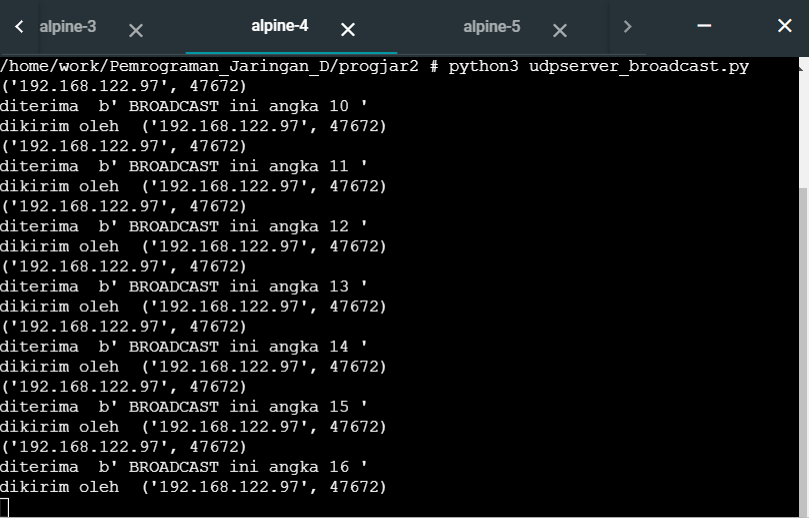 alpine-3
alpine-4
alpine-5
/home/work/Pemrograman_Jaringan_D/progjar2 # python3 udpserver_broadcast.py
('192.168.122.97', 47672)
diterima  b' BROADCAST ini angka 10 '
dikirim oleh  ('192.168.122.97', 47672)
('192.168.122.97', 47672)
diterima  b' BROADCAST ini angka 11 '
dikirim oleh  ('192.168.122.97', 47672)
('192.168.122.97', 47672)
diterima  b' BROADCAST ini angka 12 '
dikirim oleh  ('192.168.122.97', 47672)
('192.168.122.97', 47672)
diterima  b' BROADCAST ini angka 13 '
dikirim oleh  ('192.168.122.97', 47672)
('192.168.122.97', 47672)
diterima  b' BROADCAST ini angka 14 '
dikirim oleh  ('192.168.122.97', 47672)
('192.168.122.97', 47672)
diterima  b' BROADCAST ini angka 15 '
dikirim oleh  ('192.168.122.97', 47672)
('192.168.122.97', 47672)
diterima  b' BROADCAST ini angka 16 '
dikirim oleh  ('192.168.122.97', 47672)